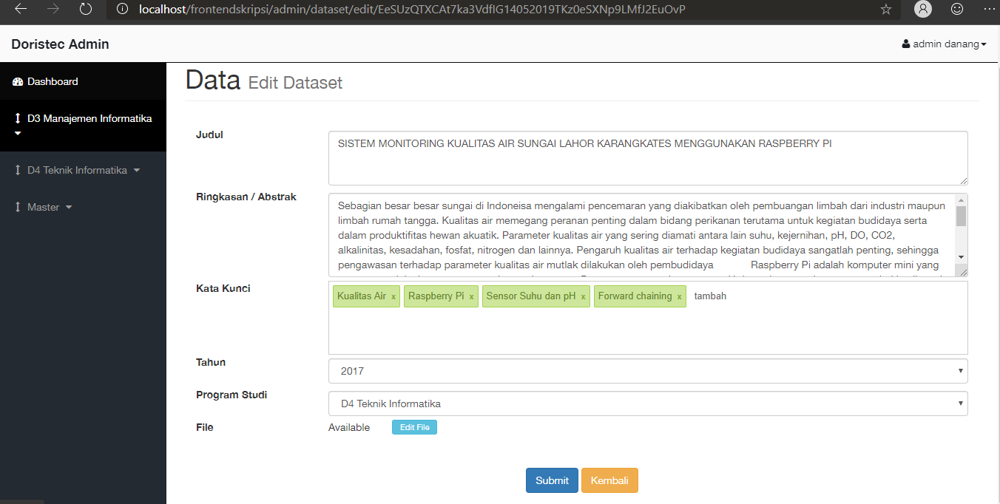 localhost/frontendskripsi/admin/dataset/edit/EeSUzQTXCAt7ka3VdfIG14052019TKz0eSXNp9LMfJ2EuOvP
Doristec Admin
admin danang
Dashboard
D3 Manajemen Informatika
D4 Teknik Informatika
Master
Data Edit Dataset
Judul
SISTEM MONITORING KUALITAS AIR SUNGAI LAHOR KARANGKATES MENGGUNAKAN RASPBERRY PI
Ringkasan / Abstrak
Sebagian besar besar sungai di Indoneisa mengalami pencemaran yang diakibatkan oleh pembuangan limbah dari industri maupun
limbah rumah tangga. Kualitas air memegang peranan penting dalam bidang perikanan terutama untuk kegiatan budidaya serta
dalam produktifitas hewan akuatik. Parameter kualitas air yang sering diamati antara lain suhu, kejernihan, pH, DO, CO2,
alkalinitas, kesadahan, fosfat, nitrogen dan lainnya. Pengaruh kualitas air terhadap kegiatan budidaya sangatlah penting, sehingga
pengawasan terhadap parameter kualitas air mutlak dilakukan oleh pembudidaya Raspberry Pi adalah komputer mini yang
Kata Kunci
Kualitas Air x Raspberry Pi x Sensor Suhu dan pH x Forward chaining x tambah
Tahun
2017
Program Studi
D4 Teknik Informatika
File
Available Edit File
Submit Kembali